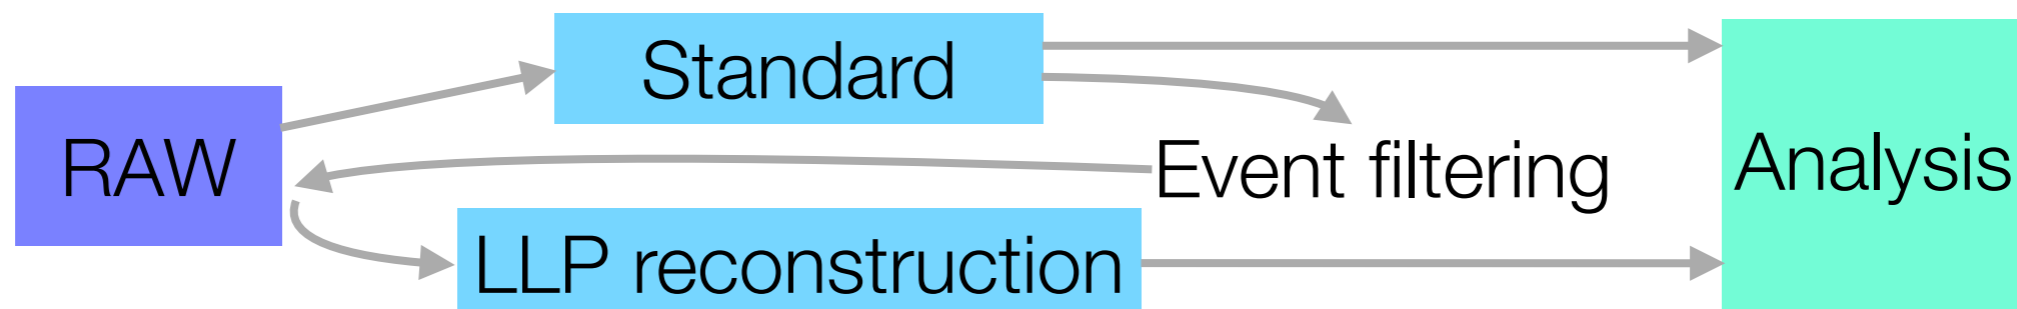 Standard
RAW
Event filtering
Analysis
LLP reconstruction